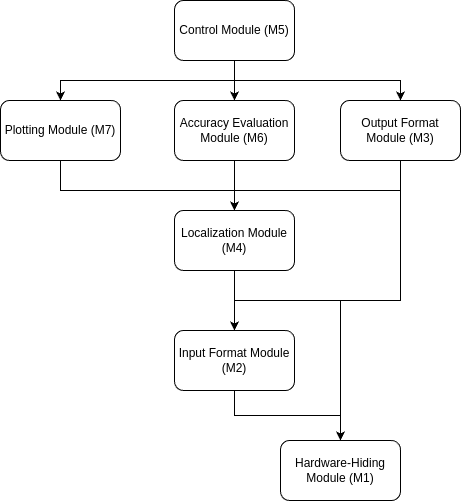 Control Module (M5)
Plotting Module (M7)
Accuracy Evaluation
Module (M6)
Output Format
Module (M3)
Localization Module
(M4)
Input Format Module
(M2)
Hardware-Hiding
Module (M1)